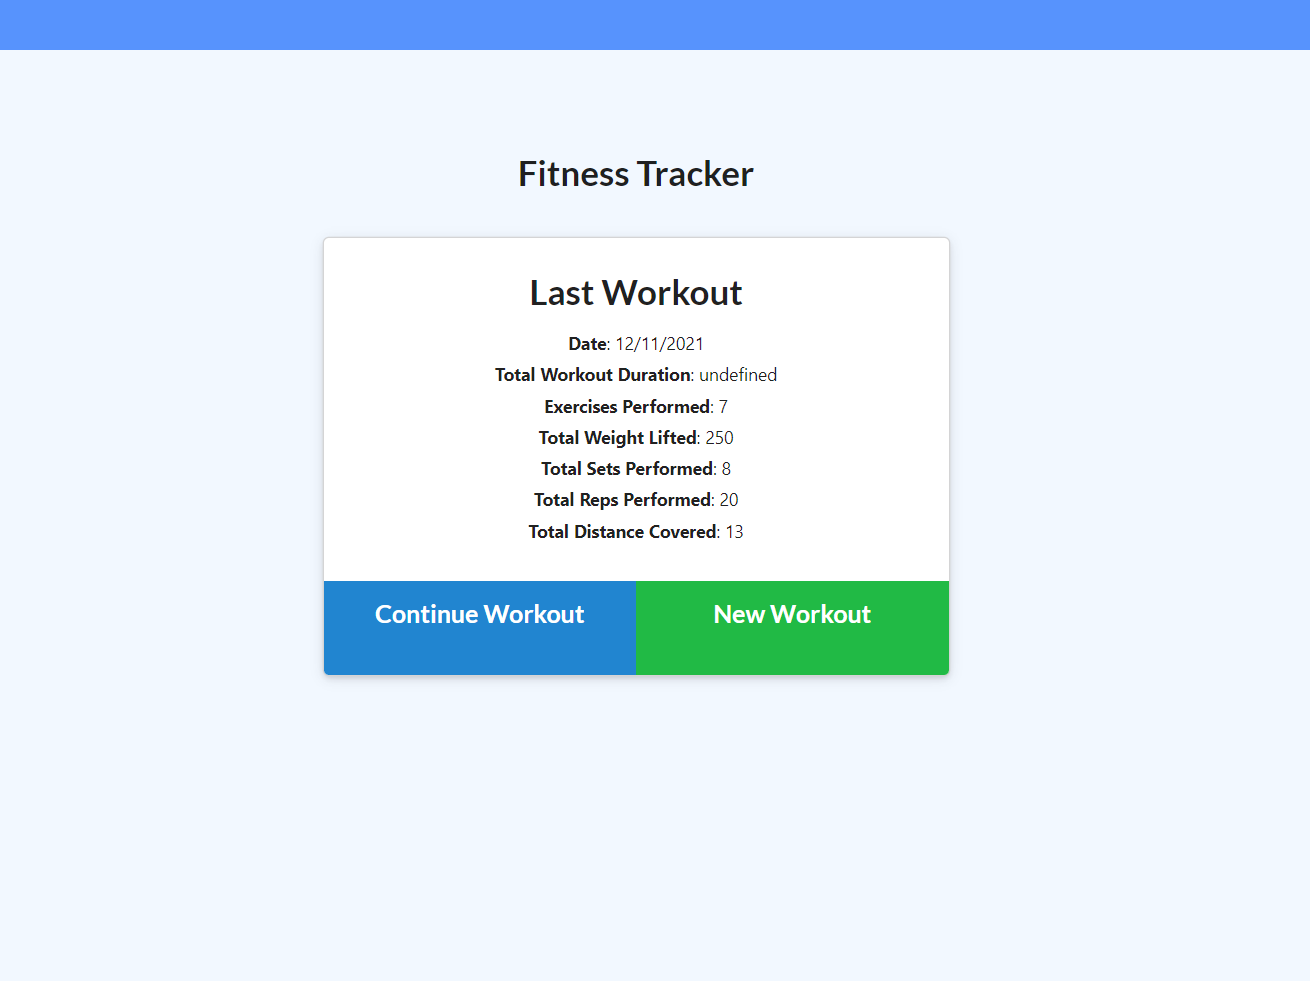 Fitness Tracker
Last Workout
Date: 12/11/2021
Total Workout Duration: undefined
Exercises Performed: 7
Total Weight Lifted: 250
Total Sets Performed: 8
Total Reps Performed: 20
Total Distance Covered: 13
Continue Workout
New Workout